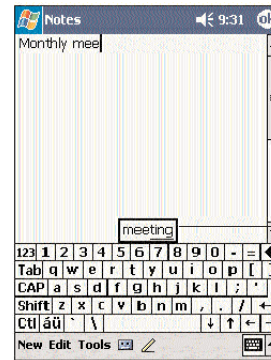 Notes 9:31 ok
Monthly mee
meeting
123 1 2 3 4 5 6 7 8 9 0 - =
Tab q w e r t y u i o p [ ]
CAP a s d f g h j k l ; '
Shift z x c v b n m , . / ←
Ctl áü ` \ ↓ ↑ ← →
New Edit Tools